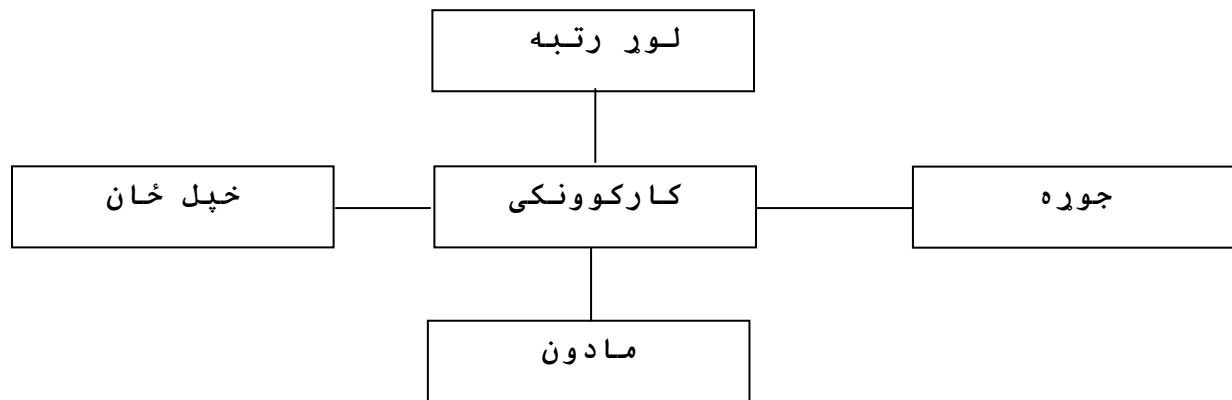 لوړ رتبه
جوړه
کارکوونکی
خپل ځان
مادون